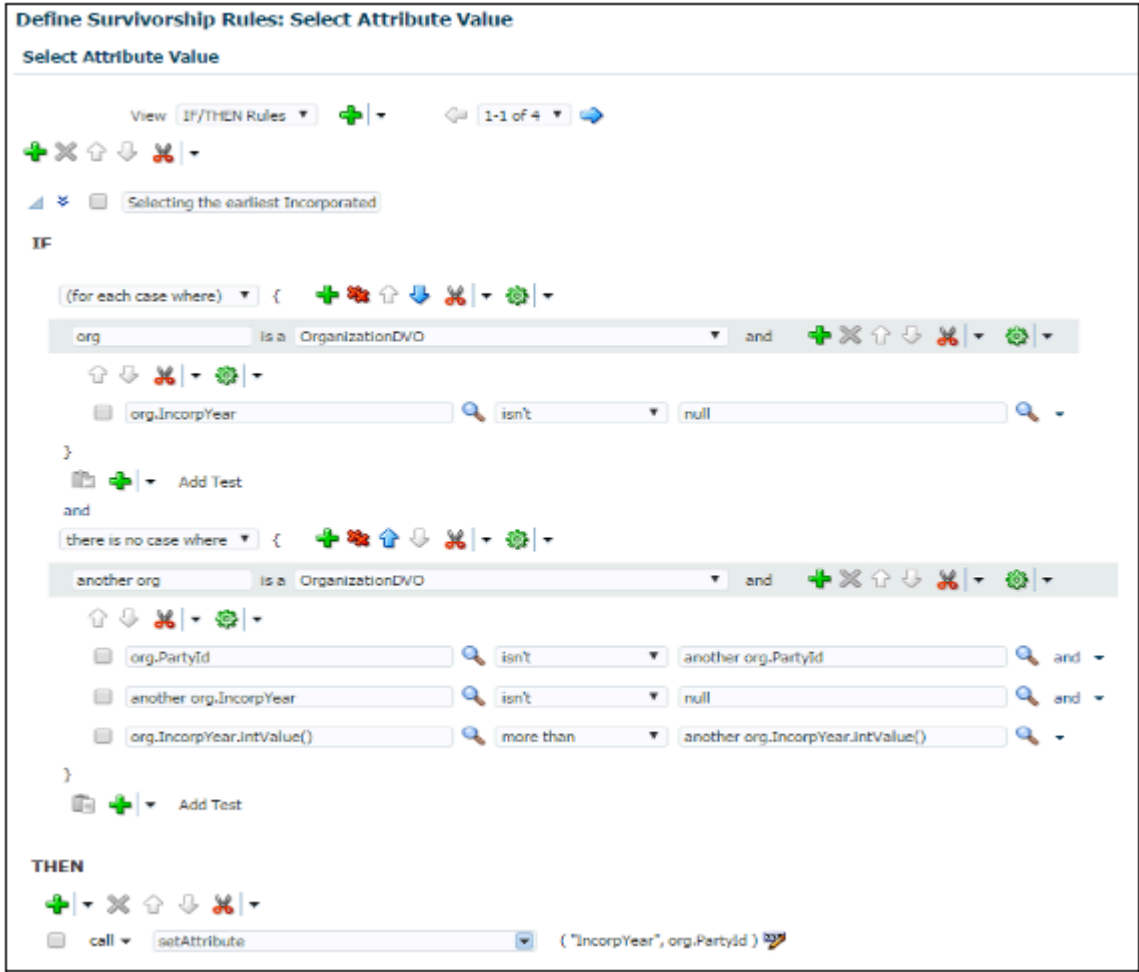 Define Survivorship Rules: Select Attribute Value
Select Attribute Value
View IF/THEN Rules 1-1 of 4
Selecting the earliest Incorporated
IF
(for each case where) {
org is a OrganizationDVO and
org.IncorpYear isn't null
}
Add Test
and
there is no case where {
another org is a OrganizationDVO and
org.PartyId isn't another org.PartyId and
another org.IncorpYear isn't null and
org.IncorpYear.intValue() more than another org.IncorpYear.intValue()
}
Add Test
THEN
call setAttribute ( "IncorpYear", org.PartyId )